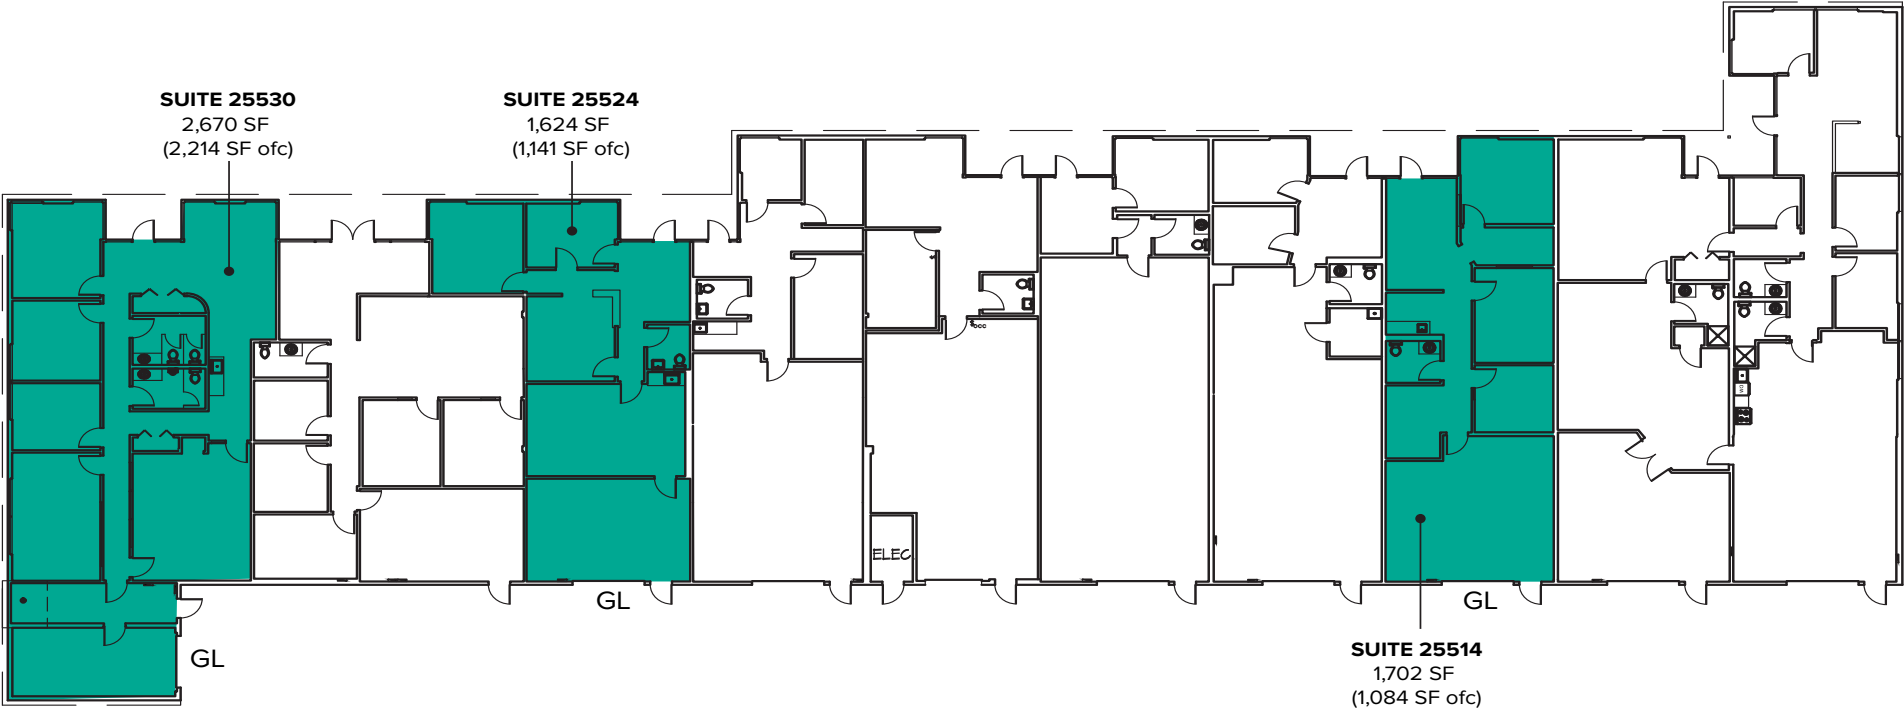 SUITE 25530
2,670 SF
(2,214 SF ofc)
SUITE 25524
1,624 SF
(1,141 SF ofc)
ELEC
GL
GL
GL
SUITE 25514
1,702 SF
(1,084 SF ofc)